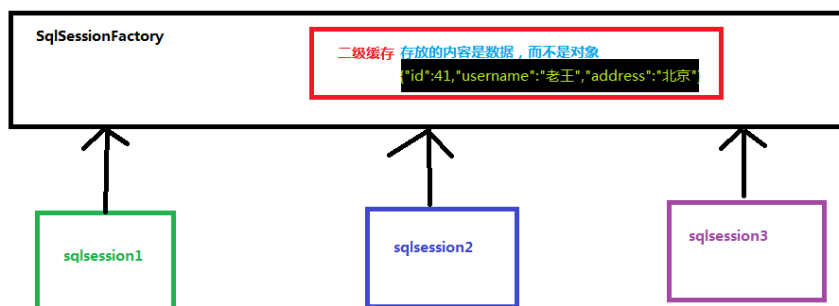 SqlSessionFactory
二级缓存 存放的内容是数据，而不是对象
{"id":41,"username":"老王","address":"北京"}
sqlsession1
sqlsession2
sqlsession3